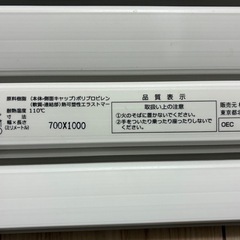 品質表示
原料樹脂 (本体・側面キャップ)ポリプロピレン
(軟質・連結部)熱可塑性エラストマー
耐熱温度 110℃
寸法
幅×長さ 700X1000
(ミリメートル)
取扱い上の注意
①火のそばに置かないでください。
②手をついたり乗ったり座ったりしないで
ください。
販売元
東京都
OEC